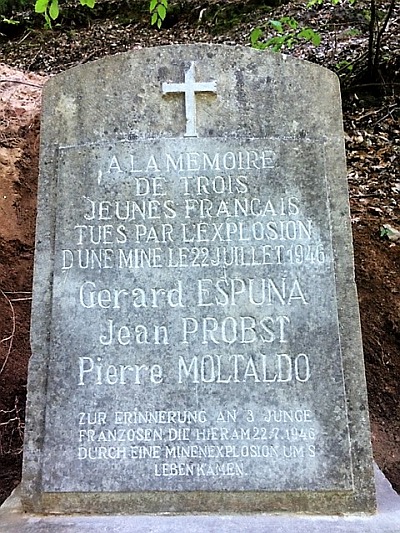 A LA MEMOIRE
DE TROIS
JEUNES FRANCAIS
TUES PAR L'EXPLOSION
D'UNE MINE LE 22 JUILLET 1946
Gerard ESPUNA
Jean PROBST
Pierre MOLTALDO
ZUR ERINNERUNG AN 3 JUNGE
FRANZOSEN DIE HIER AM 22.7.1946
DURCH EINE MINENEXPLOSION UM'S
LEBEN KAMEN.